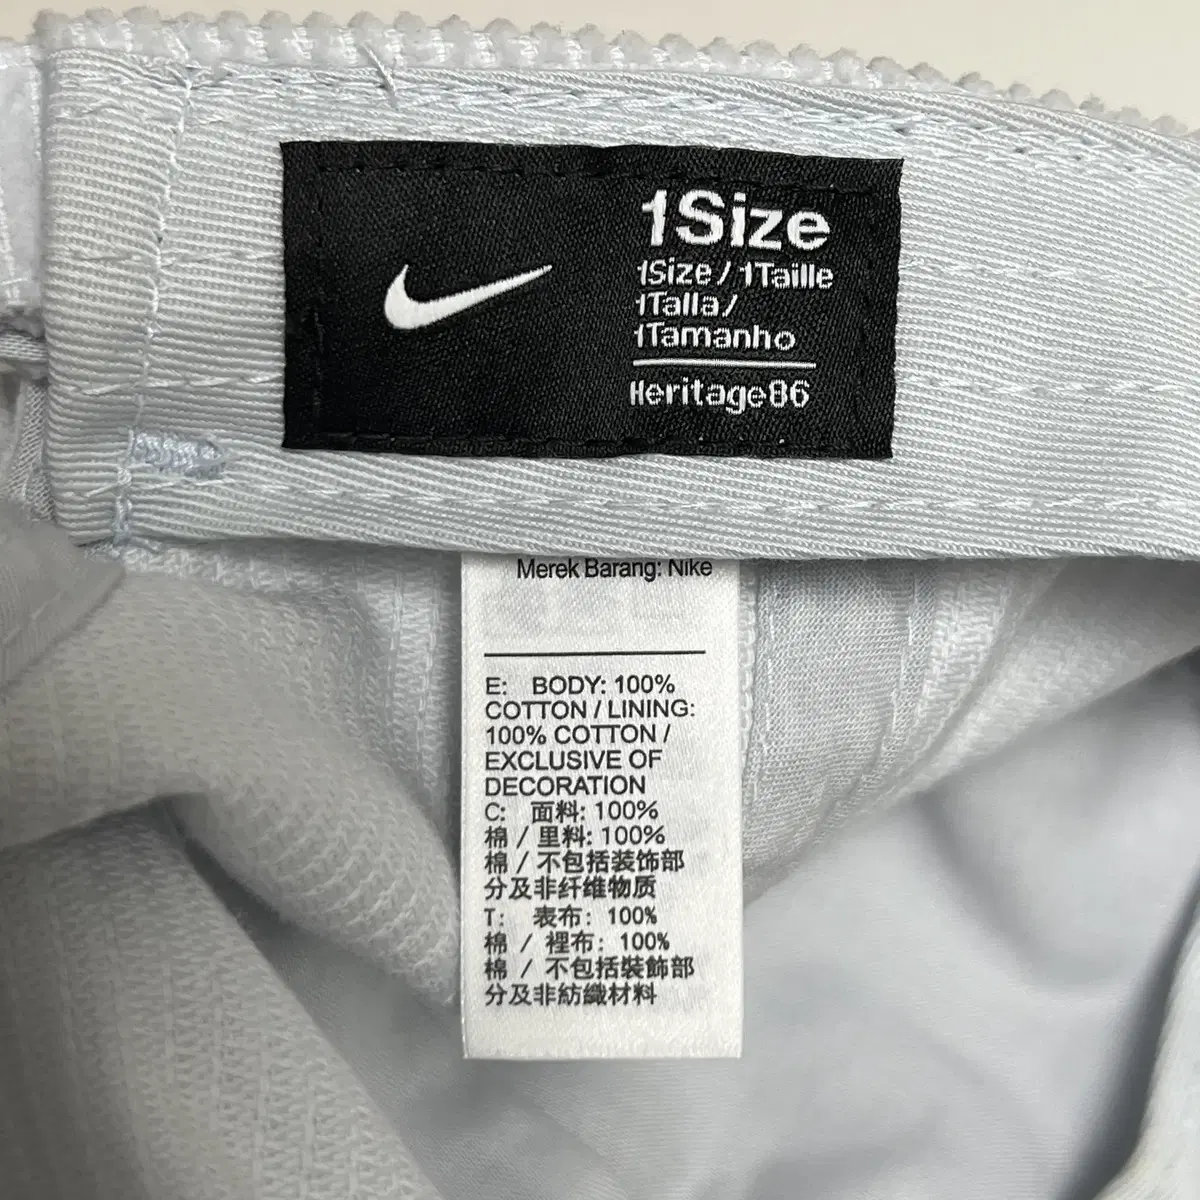 1Size
1Size / 1Taille
1Talla/
1Tamanho
Heritage86
Merek Barang: Nike
E: BODY: 100%
COTTON / LINING:
100% COTTON /
EXCLUSIVE OF
DECORATION
C: 面料: 100%
棉 / 里料: 100%
棉 / 不包括装饰部
分及非纤维物质
T: 表布: 100%
棉 / 裡布: 100%
棉 / 不包括裝飾部
分及非紡織材料